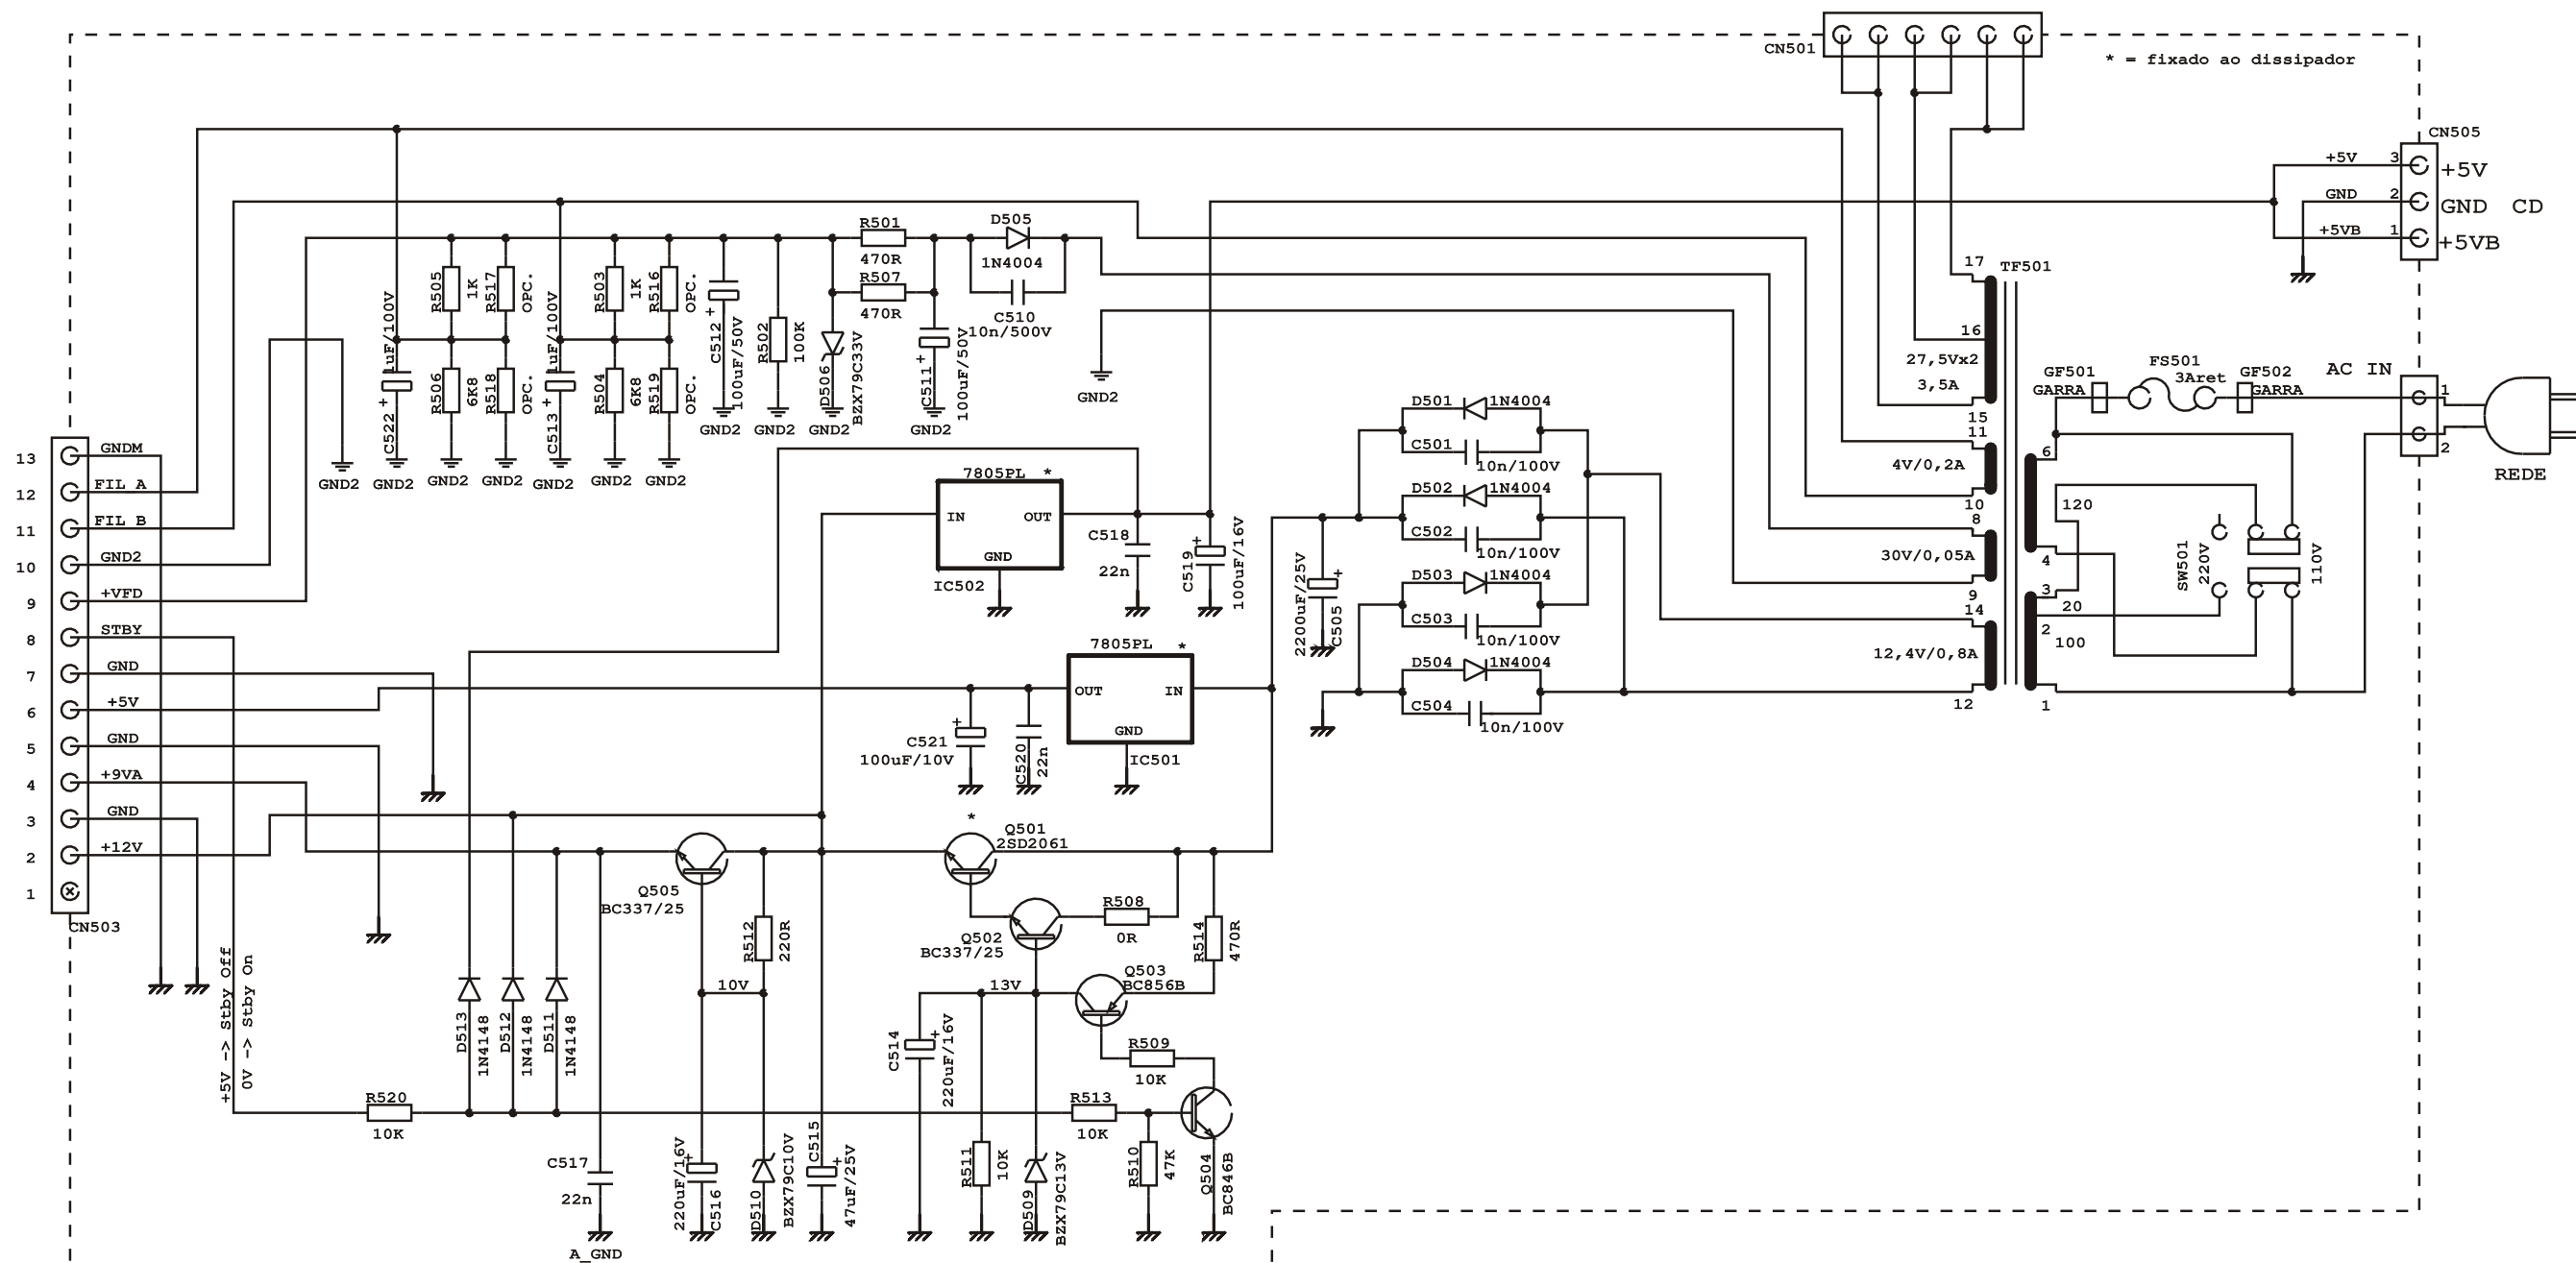 CN501
* = fixado ao dissipador
CN505
+5V 3 +5V
GND 2 GND CD
+5VB 1 +5VB
R501
470R
R507
470R
D505
1N4004
C510
10n/500V
17 TF501
16
27,5Vx2
3,5A
15
11
4V/0,2A
10
8
30V/0,05A
9
14
12,4V/0,8A
12
C522 1uF/100V
R505 1K
R517 OPC.
R506 6K8
R518 OPC.
C513 1uF/100V
R503 1K
R516 OPC.
R504 6K8
R519 OPC.
+ C512 100uF/50V
R502 100K
D506 BZX79C33V
+ C511 100uF/50V
GND2 GND2 GND2 GND2
GND2
GND2 GND2 GND2 GND2 GND2 GND2 GND2
GF501
GARRA
FS501
3Aret
GF502
GARRA
AC IN
1
2
REDE
6
120
4
3
20
2
100
1
SW501
220V
110V
D501 1N4004
C501 10n/100V
D502 1N4004
C502 10n/100V
D503 1N4004
C503 10n/100V
D504 1N4004
C504 10n/100V
2200uF/25V + C505
13 GNDM
12 FIL A
11 FIL B
10 GND2
9 +VFD
8 STBY
7 GND
6 +5V
5 GND
4 +9VA
3 GND
2 +12V
1
CN503
7805PL *
IN OUT
GND
IC502
C518
22n
+ C519 100uF/16V
7805PL *
OUT IN
GND
IC501
C521
100uF/10V
+
C520 22n
*
Q501
2SD2061
Q505
BC337/25
R512 220R
Q502
BC337/25
R508
0R
R514 470R
10V
13V
Q503
BC856B
R509
10K
+5V -> Stby Off
0V -> Stby On
D513 1N4148
D512 1N4148
D511 1N4148
C514 + 220uF/16V
R520
10K
R513
10K
C517
22n
A_GND
220uF/16V + C516
D510 BZX79C10V
C515 + 47uF/25V
R511 10K
D509 BZX79C13V
R510 47K
Q504 BC846B